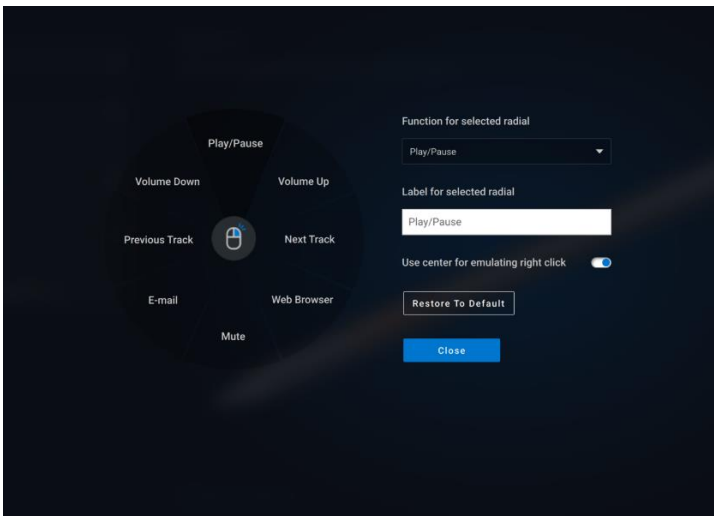 Play/Pause
Volume Down
Volume Up
Previous Track
Next Track
E-mail
Web Browser
Mute
Function for selected radial
Play/Pause
Label for selected radial
Play/Pause
Use center for emulating right click
Restore To Default
Close